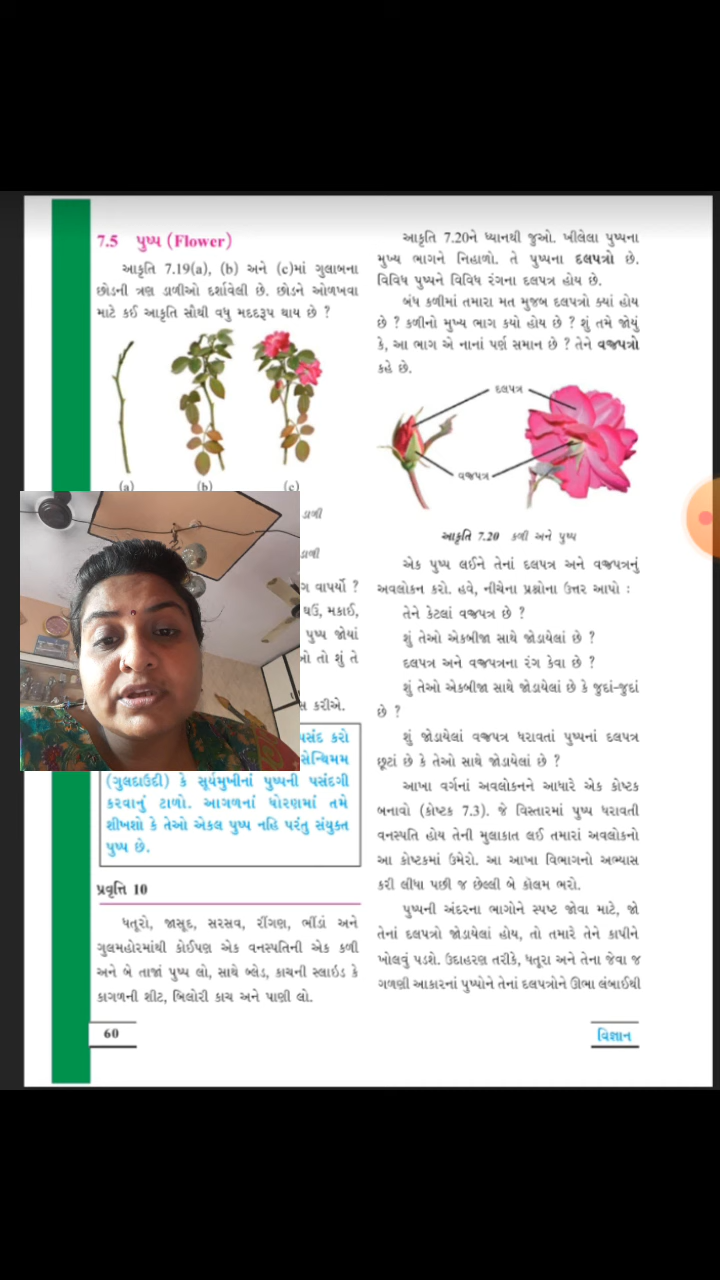 7.5 પુષ્પ (Flower)
આકૃતિ 7.19(a), (b) અને (c)માં ગુલાબના
છોડની ત્રણ ડાળીઓ દર્શાવેલી છે. છોડને ઓળખવા
માટે કઈ આકૃતિ સૌથી વધુ મદદરૂપ થાય છે ?
(a) (b) (c)
ડાળી
ડાળી
વાપર્યો ?
મકાઈ,
પુષ્પ જોયાં
તો શું તે
કરીએ.
પસંદ કરો
(ગુલદાઉદી) કે સૂર્યમુખીનાં પુષ્પની પસંદગી
કરવાનું ટાળો. આગળનાં ધોરણમાં તમે
શીખશો કે તેઓ એકલ પુષ્પ નહિ પરંતુ સંયુક્ત
પુષ્પ છે.
પ્રવૃત્તિ 10
ધતૂરો, જાસૂદ, સરસવ, રીંગણ, ભીંડાં અને
ગુલમહોરમાંથી કોઈપણ એક વનસ્પતિની એક કળી
અને બે તાજાં પુષ્પ લો, સાથે બ્લેડ, કાચની સ્લાઇડ કે
કાગળની શીટ, બિલોરી કાચ અને પાણી લો.
60
આકૃતિ 7.20ને ધ્યાનથી જુઓ. ખીલેલા પુષ્પના
મુખ્ય ભાગને નિહાળો. તે પુષ્પના દલપત્રો છે.
વિવિધ પુષ્પને વિવિધ રંગના દલપત્ર હોય છે.
બંધ કળીમાં તમારા મત મુજબ દલપત્રો ક્યાં હોય
છે ? કળીનો મુખ્ય ભાગ કયો હોય છે ? શું તમે જોયું
કે, આ ભાગ એ નાનાં પર્ણ સમાન છે ? તેને વજ્રપત્રો
કહે છે.
દલપત્ર
વજ્રપત્ર
આકૃતિ 7.20 કળી અને પુષ્પ
એક પુષ્પ લઈને તેનાં દલપત્ર અને વજ્રપત્રનું
અવલોકન કરો. હવે, નીચેના પ્રશ્નોના ઉત્તર આપો :
તેને કેટલાં વજ્રપત્ર છે ?
શું તેઓ એકબીજા સાથે જોડાયેલાં છે ?
દલપત્ર અને વજ્રપત્રના રંગ કેવા છે ?
શું તેઓ એકબીજા સાથે જોડાયેલાં છે કે જુદાં-જુદાં
છે ?
શું જોડાયેલાં વજ્રપત્ર ધરાવતાં પુષ્પનાં દલપત્ર
છૂટાં છે કે તેઓ સાથે જોડાયેલાં છે ?
આખા વર્ગનાં અવલોકનને આધારે એક કોષ્ટક
બનાવો (કોષ્ટક 7.3). જે વિસ્તારમાં પુષ્પ ધરાવતી
વનસ્પતિ હોય તેની મુલાકાત લઈ તમારાં અવલોકનો
આ કોષ્ટકમાં ઉમેરો. આ આખા વિભાગનો અભ્યાસ
કરી લીધા પછી જ છેલ્લી બે કૉલમ ભરો.
પુષ્પની અંદરના ભાગોને સ્પષ્ટ જોવા માટે, જો
તેનાં દલપત્રો જોડાયેલાં હોય, તો તમારે તેને કાપીને
ખોલવું પડશે. ઉદાહરણ તરીકે, ધતૂરા અને તેના જેવા જ
ગળણી આકારનાં પુષ્પોને તેનાં દલપત્રોને ઊભા લંબાઈથી
વિજ્ઞાન